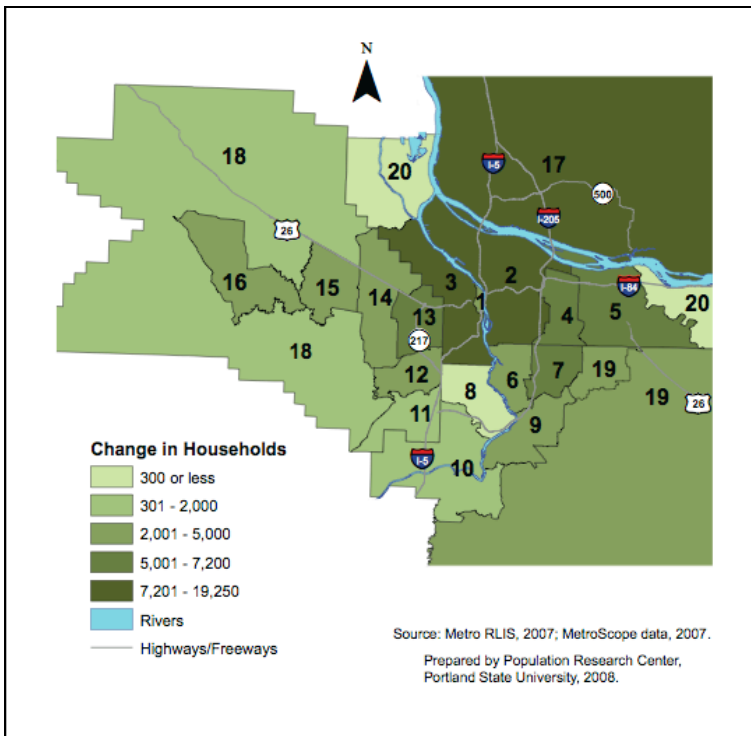 N
18
20
I-5
17
500
I-205
26
16
15
14
3
1
2
I-84
20
13
4
5
217
18
12
8
6
7
19
19
26
11
9
I-5
10
Change in Households
300 or less
301 - 2,000
2,001 - 5,000
5,001 - 7,200
7,201 - 19,250
Rivers
Highways/Freeways
Source: Metro RLIS, 2007; MetroScope data, 2007.
Prepared by Population Research Center,
Portland State University, 2008.